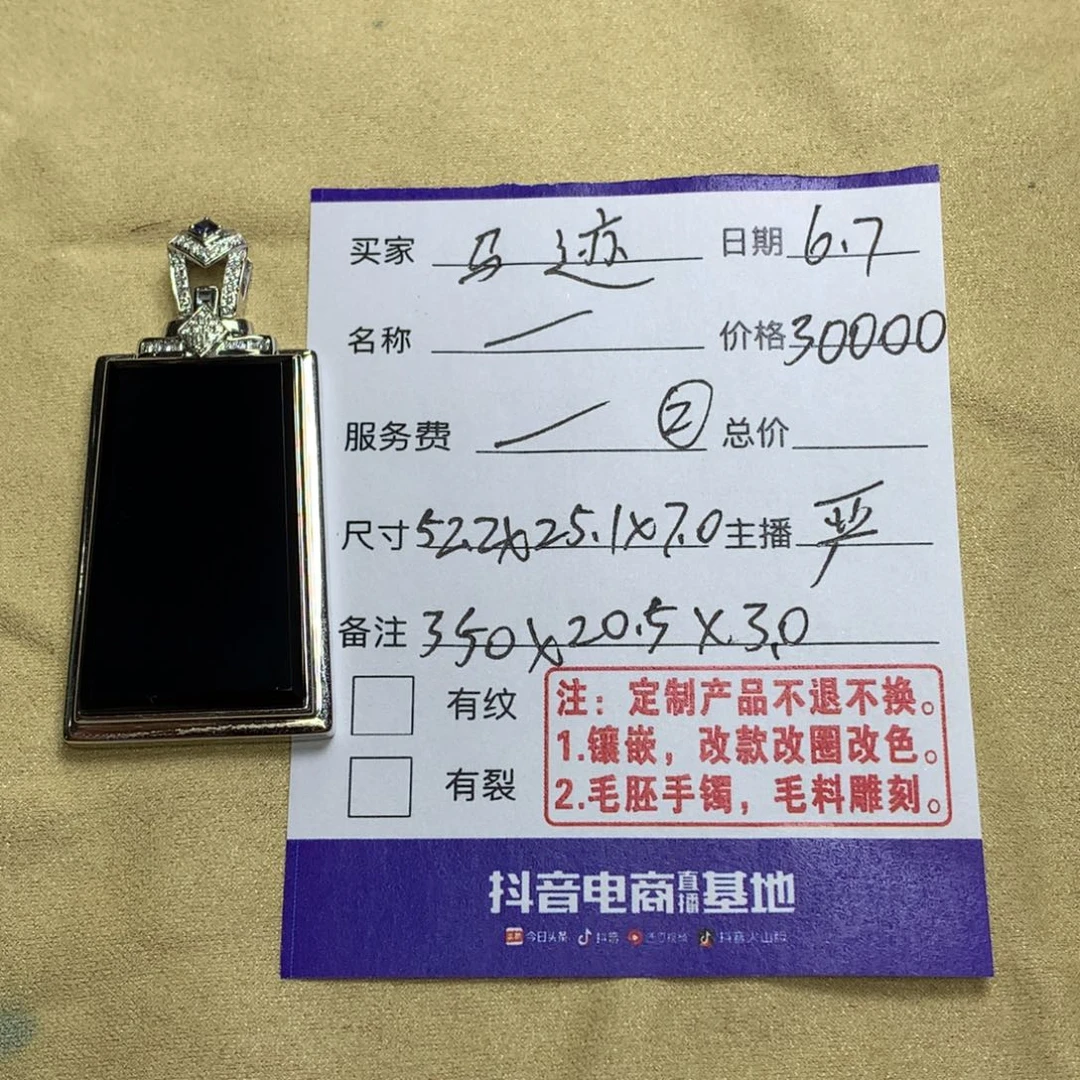 买家 马迹 日期 6.7
名称 / 价格 30000
服务费 / ② 总价
尺寸 52.2x25.1x7.0 主播 严
备注 350x20.5x3.0
有纹
有裂
注：定制产品不退不换。
1.镶嵌，改款改圈改色。
2.毛胚手镯，毛料雕刻。
抖音电商直播基地
今日头条 抖音 西瓜视频 抖音火山版